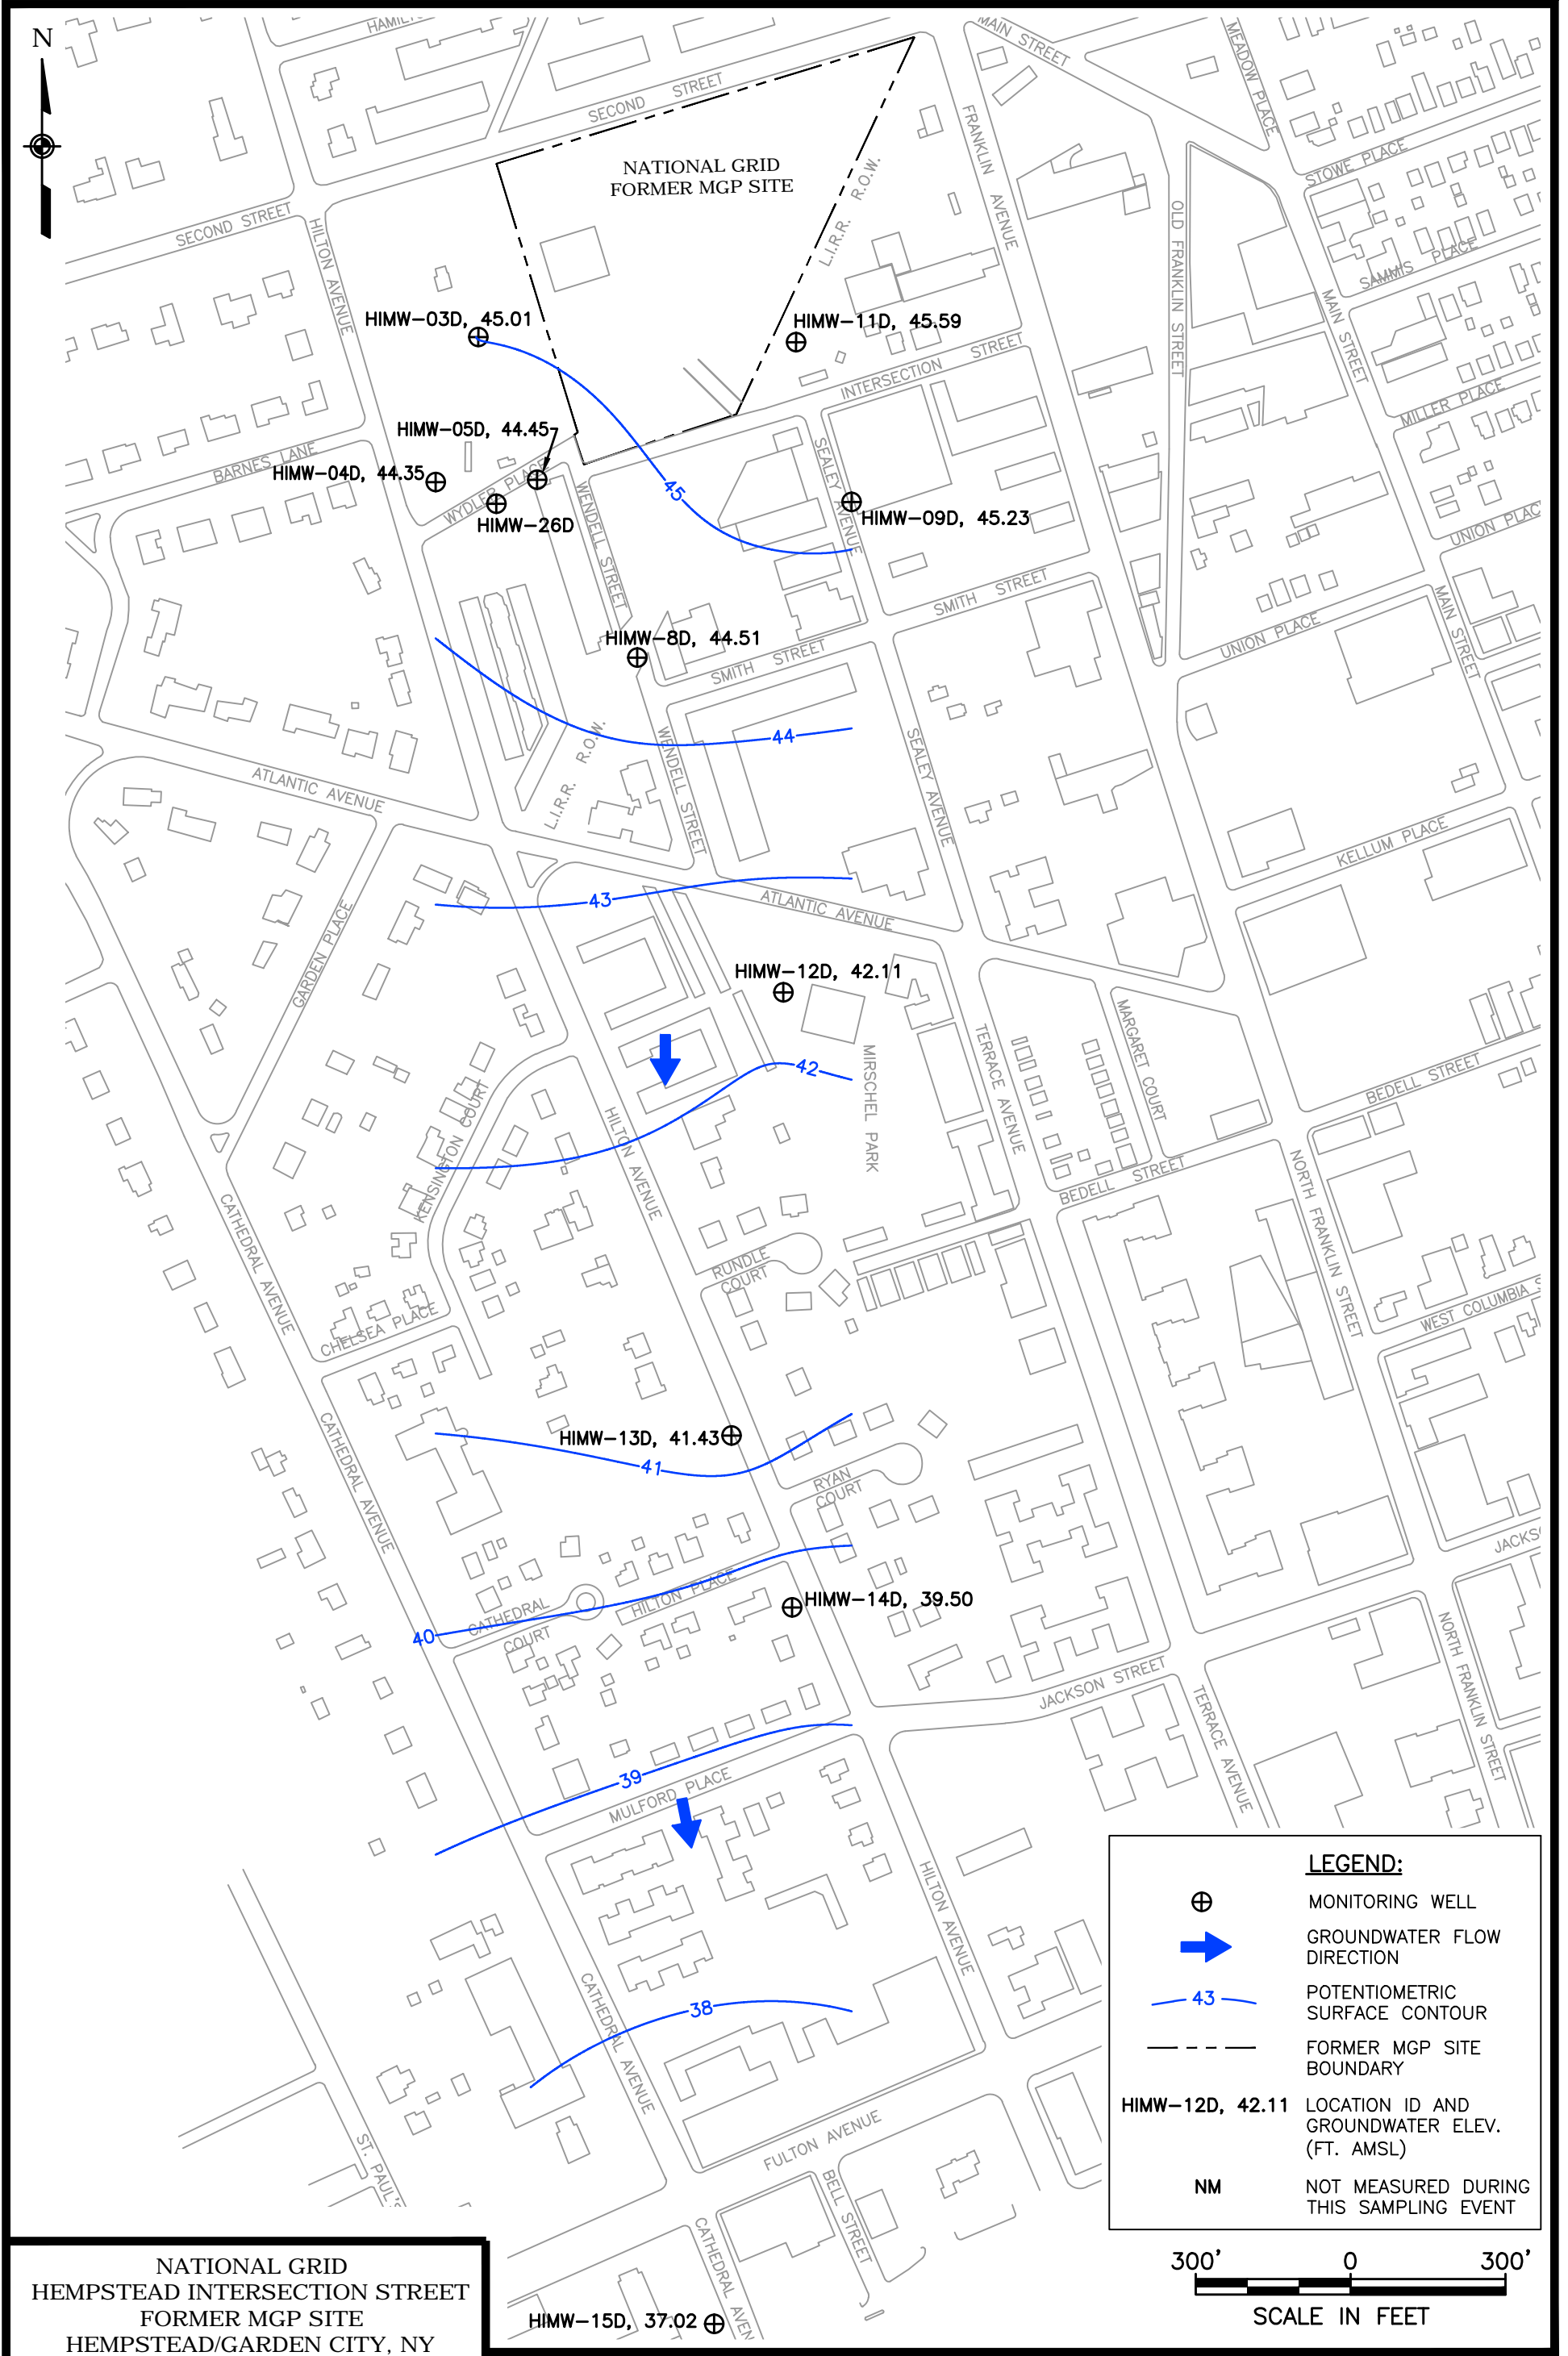 N
HAMIL
MAIN STREET
MEADOW PLACE
SECOND STREET
FRANKLIN AVENUE
NATIONAL GRID
FORMER MGP SITE
L.I.R.R. R.O.W.
STOWE PLACE
SECOND STREET
HILTON AVENUE
OLD FRANKLIN STREET
SAMMIS PLACE
MAIN STREET
HIMW-03D, 45.01
HIMW-11D, 45.59
INTERSECTION STREET
MILLER PLACE
HIMW-05D, 44.45
BARNES LANE
HIMW-04D, 44.35
WYDLER PLACE
HIMW-26D
WENDELL STREET
45
SEALEY AVENUE
HIMW-09D, 45.23
UNION PLAC
SMITH STREET
MAIN STREET
UNION PLACE
HIMW-8D, 44.51
SMITH STREET
44
L.I.R.R. R.O.W.
WENDELL STREET
SEALEY AVENUE
ATLANTIC AVENUE
KELLUM PLACE
43
ATLANTIC AVENUE
GARDEN PLACE
HIMW-12D, 42.11
MIRSCHEL PARK
TERRACE AVENUE
MARGARET COURT
42
BEDELL STREET
KENSINGTON COURT
HILTON AVENUE
BEDELL STREET
CATHEDRAL AVENUE
NORTH FRANKLIN STREET
RUNDLE
COURT
CHELSEA PLACE
WEST COLUMBIA S
CATHEDRAL AVENUE
HIMW-13D, 41.43
41
RYAN
COURT
JACKS
HILTON PLACE
CATHEDRAL
COURT
40
HIMW-14D, 39.50
JACKSON STREET
TERRACE AVENUE
NORTH FRANKLIN STREET
39
MULFORD PLACE
HILTON AVENUE
38
CATHEDRAL AVENUE
FULTON AVENUE
ST. PAUL'S
BELL STREET
CATHEDRAL AVEN
HIMW-15D, 37.02
LEGEND:
MONITORING WELL
GROUNDWATER FLOW
DIRECTION
43
POTENTIOMETRIC
SURFACE CONTOUR
FORMER MGP SITE
BOUNDARY
HIMW-12D, 42.11
LOCATION ID AND
GROUNDWATER ELEV.
(FT. AMSL)
NM
NOT MEASURED DURING
THIS SAMPLING EVENT
300' 0 300'
SCALE IN FEET
NATIONAL GRID
HEMPSTEAD INTERSECTION STREET
FORMER MGP SITE
HEMPSTEAD/GARDEN CITY, NY